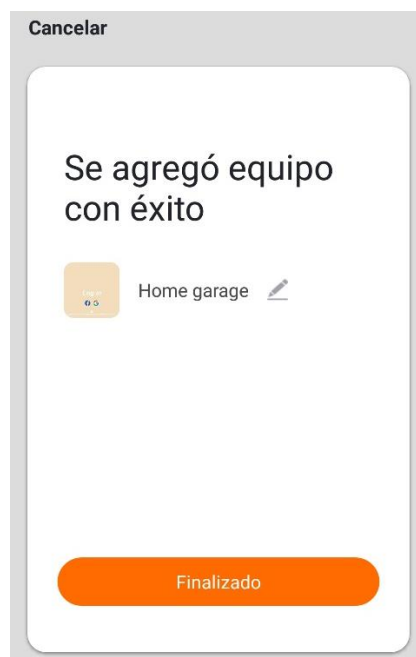 Cancelar
Se agregó equipo
con éxito
Home garage
Finalizado